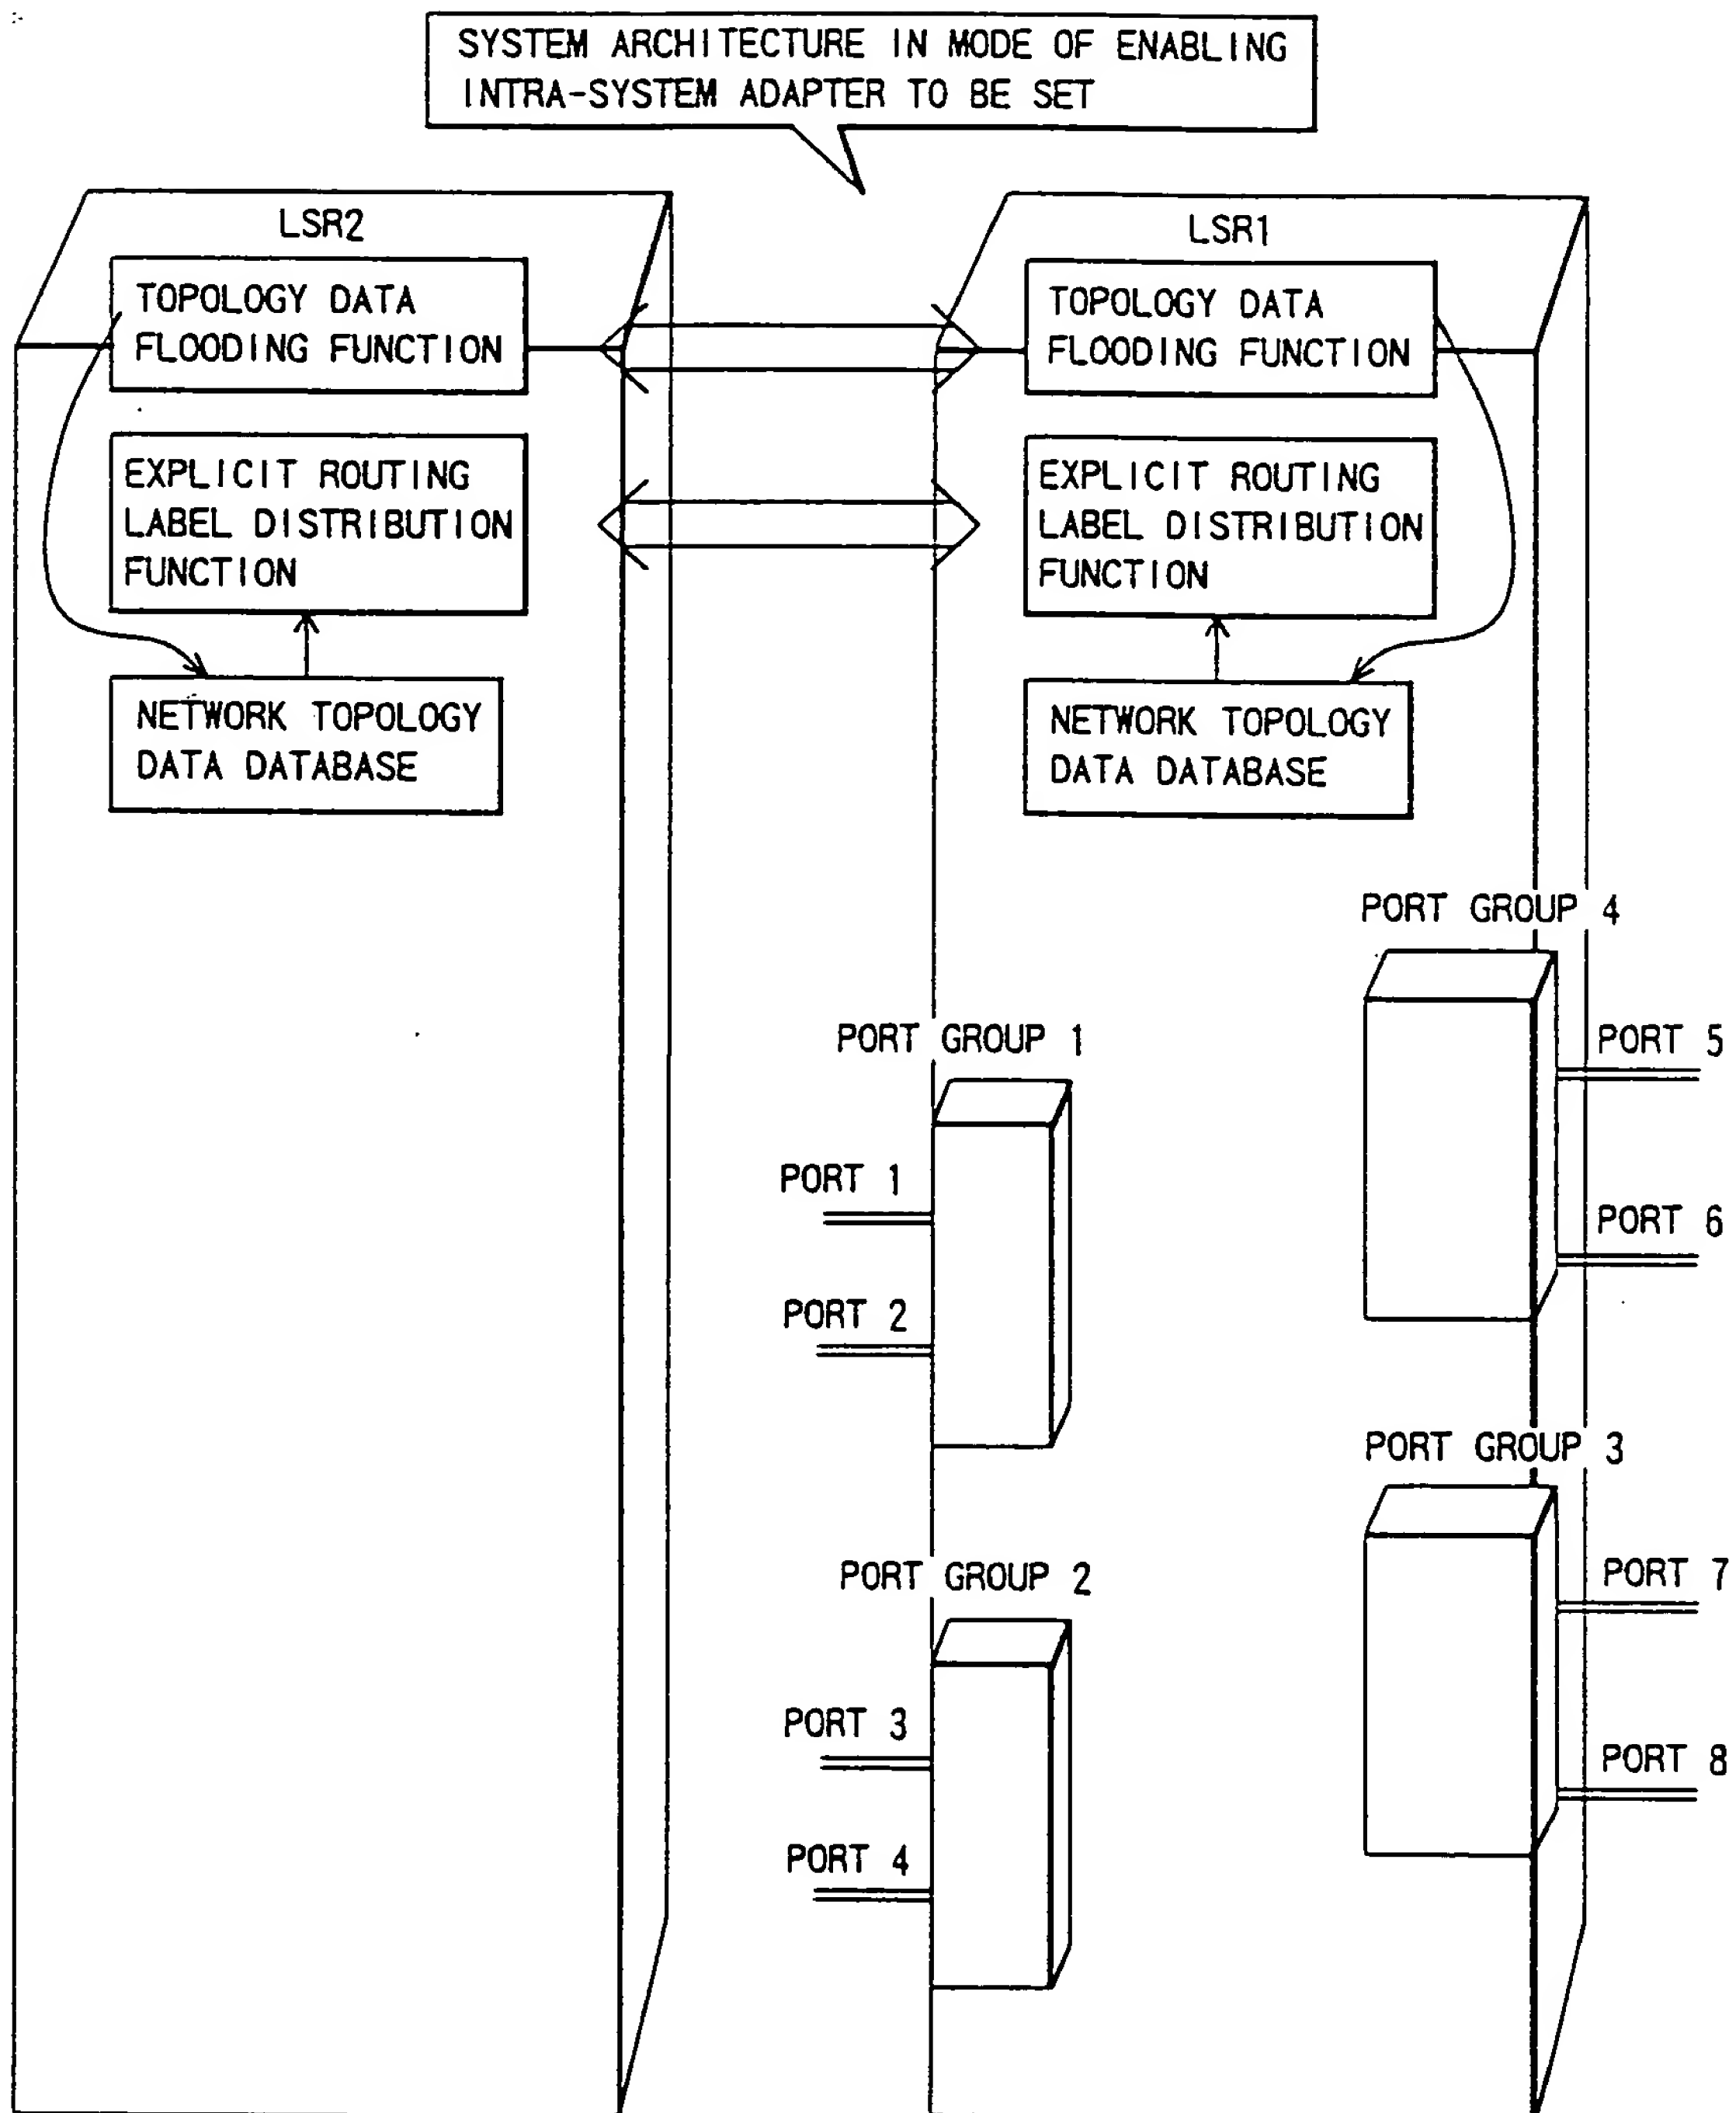 SYSTEM ARCHITECTURE IN MODE OF ENABLING
INTRA-SYSTEM ADAPTER TO BE SET
LSR2
TOPOLOGY DATA
FLOODING FUNCTION
EXPLICIT ROUTING
LABEL DISTRIBUTION
FUNCTION
NETWORK TOPOLOGY
DATA DATABASE
LSR1
TOPOLOGY DATA
FLOODING FUNCTION
EXPLICIT ROUTING
LABEL DISTRIBUTION
FUNCTION
NETWORK TOPOLOGY
DATA DATABASE
PORT GROUP 1
PORT 1
PORT 2
PORT GROUP 2
PORT 3
PORT 4
PORT GROUP 4
PORT 5
PORT 6
PORT GROUP 3
PORT 7
PORT 8